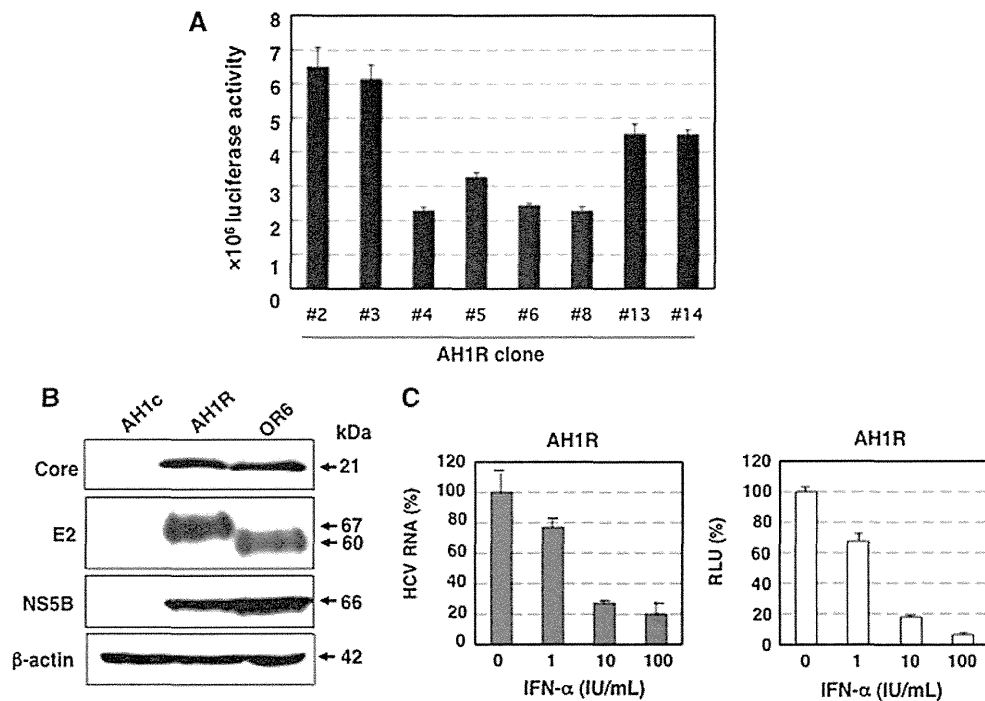 A
×10⁶ luciferase activity
8
7
6
5
4
3
2
1
0
#2 #3 #4 #5 #6 #8 #13 #14
AH1R clone
B
AH1c AH1R OR6 kDa
Core 21
E2 67
60
NS5B 66
β-actin 42
C
AH1R
HCV RNA (%)
120
100
80
60
40
20
0
0 1 10 100
IFN-α (IU/mL)
AH1R
RLU (%)
120
100
80
60
40
20
0
0 1 10 100
IFN-α (IU/mL)